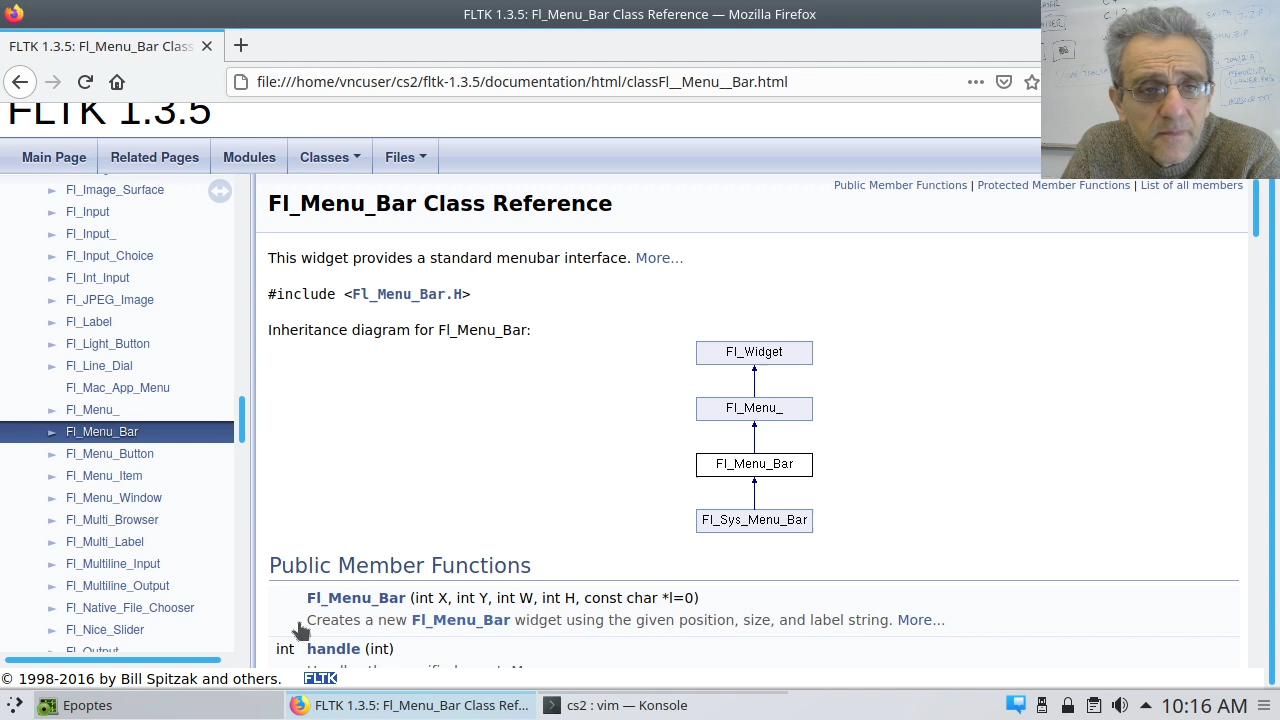 FLTK 1.3.5: Fl_Menu_Bar Class Reference — Mozilla Firefox
FLTK 1.3.5: Fl_Menu_Bar Clas
file:///home/vncuser/cs2/fltk-1.3.5/documentation/html/classFl__Menu__Bar.html
FLTK 1.3.5
Main Page
Related Pages
Modules
Classes
Files
Fl_Image_Surface
Fl_Input
Fl_Input_
Fl_Input_Choice
Fl_Int_Input
Fl_JPEG_Image
Fl_Label
Fl_Light_Button
Fl_Line_Dial
Fl_Mac_App_Menu
Fl_Menu_
Fl_Menu_Bar
Fl_Menu_Button
Fl_Menu_Item
Fl_Menu_Window
Fl_Multi_Browser
Fl_Multi_Label
Fl_Multiline_Input
Fl_Multiline_Output
Fl_Native_File_Chooser
Fl_Nice_Slider
Fl_Output
Public Member Functions | Protected Member Functions | List of all members
Fl_Menu_Bar Class Reference
This widget provides a standard menubar interface. More...
#include <Fl_Menu_Bar.H>
Inheritance diagram for Fl_Menu_Bar:
Fl_Widget
Fl_Menu_
Fl_Menu_Bar
Fl_Sys_Menu_Bar
Public Member Functions
Fl_Menu_Bar (int X, int Y, int W, int H, const char *l=0)
Creates a new Fl_Menu_Bar widget using the given position, size, and label string. More...
int handle (int)
© 1998-2016 by Bill Spitzak and others.
FLTK
Epoptes
FLTK 1.3.5: Fl_Menu_Bar Class Ref...
cs2 : vim — Konsole
10:16 AM